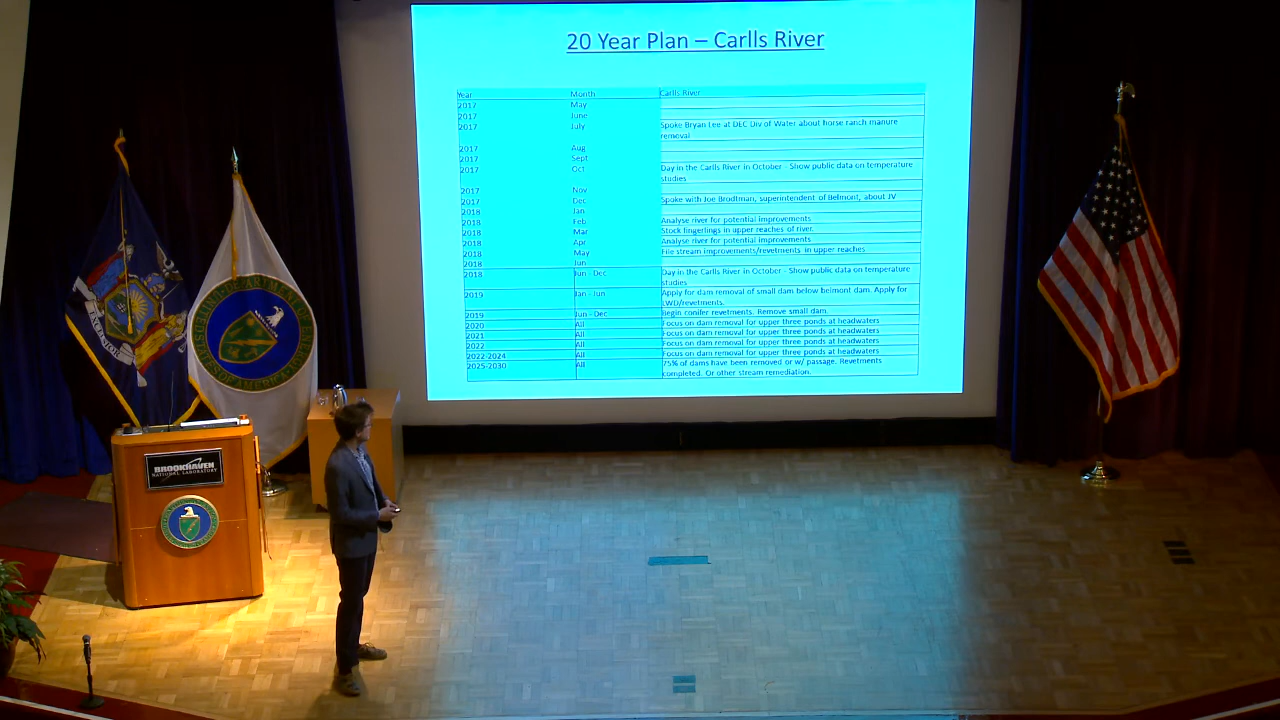 20 Year Plan – Carlls River
Year Month Carlls River
2017 May
2017 June
2017 July Spoke Bryan Lee at DEC Div of Water about horse ranch manure
removal
2017 Aug
2017 Sept
2017 Oct Day in the Carlls River in October - Show public data on temperature
studies
2017 Nov
2017 Dec Spoke with Joe Brodtman, superintendent of Belmont, about JV
2018 Jan
2018 Feb Analyse river for potential improvements
2018 Mar Stock fingerlings in upper reaches of river.
2018 Apr Analyse river for potential improvements
2018 May File stream improvements/revetments in upper reaches
2018 Jun
2018 Jun - Dec Day in the Carlls River in October - Show public data on temperature
studies
2019 Jan - Jun Apply for dam removal of small dam below belmont dam. Apply for
LWD/revetments.
2019 Jun - Dec Begin conifer revetments. Remove small dam.
2020 All Focus on dam removal for upper three ponds at headwaters
2021 All Focus on dam removal for upper three ponds at headwaters
2022 All Focus on dam removal for upper three ponds at headwaters
2022-2024 All Focus on dam removal for upper three ponds at headwaters
2025-2030 All 75% of dams have been removed or w/ passage. Revetments
completed. Or other stream remediation.
EXCELSIOR
BROOKHAVEN
NATIONAL LABORATORY